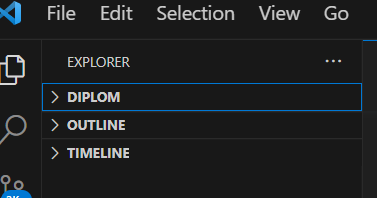 File Edit Selection View Go
EXPLORER
DIPLOM
OUTLINE
TIMELINE